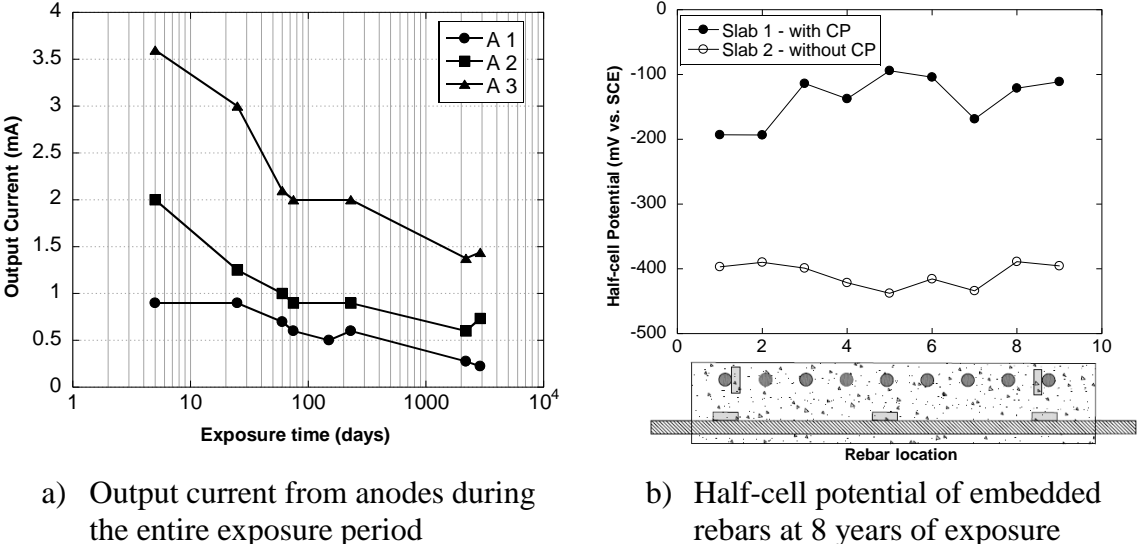 4
3.5
3
2.5
2
1.5
1
0.5
0
Output Current (mA)
A 1
A 2
A 3
1 10 100 1000 10^4
Exposure time (days)
0
-100
-200
-300
-400
-500
Half-cell Potential (mV vs. SCE)
Slab 1 - with CP
Slab 2 - without CP
0 2 4 6 8 10
Rebar location
a) Output current from anodes during
the entire exposure period
b) Half-cell potential of embedded
rebars at 8 years of exposure